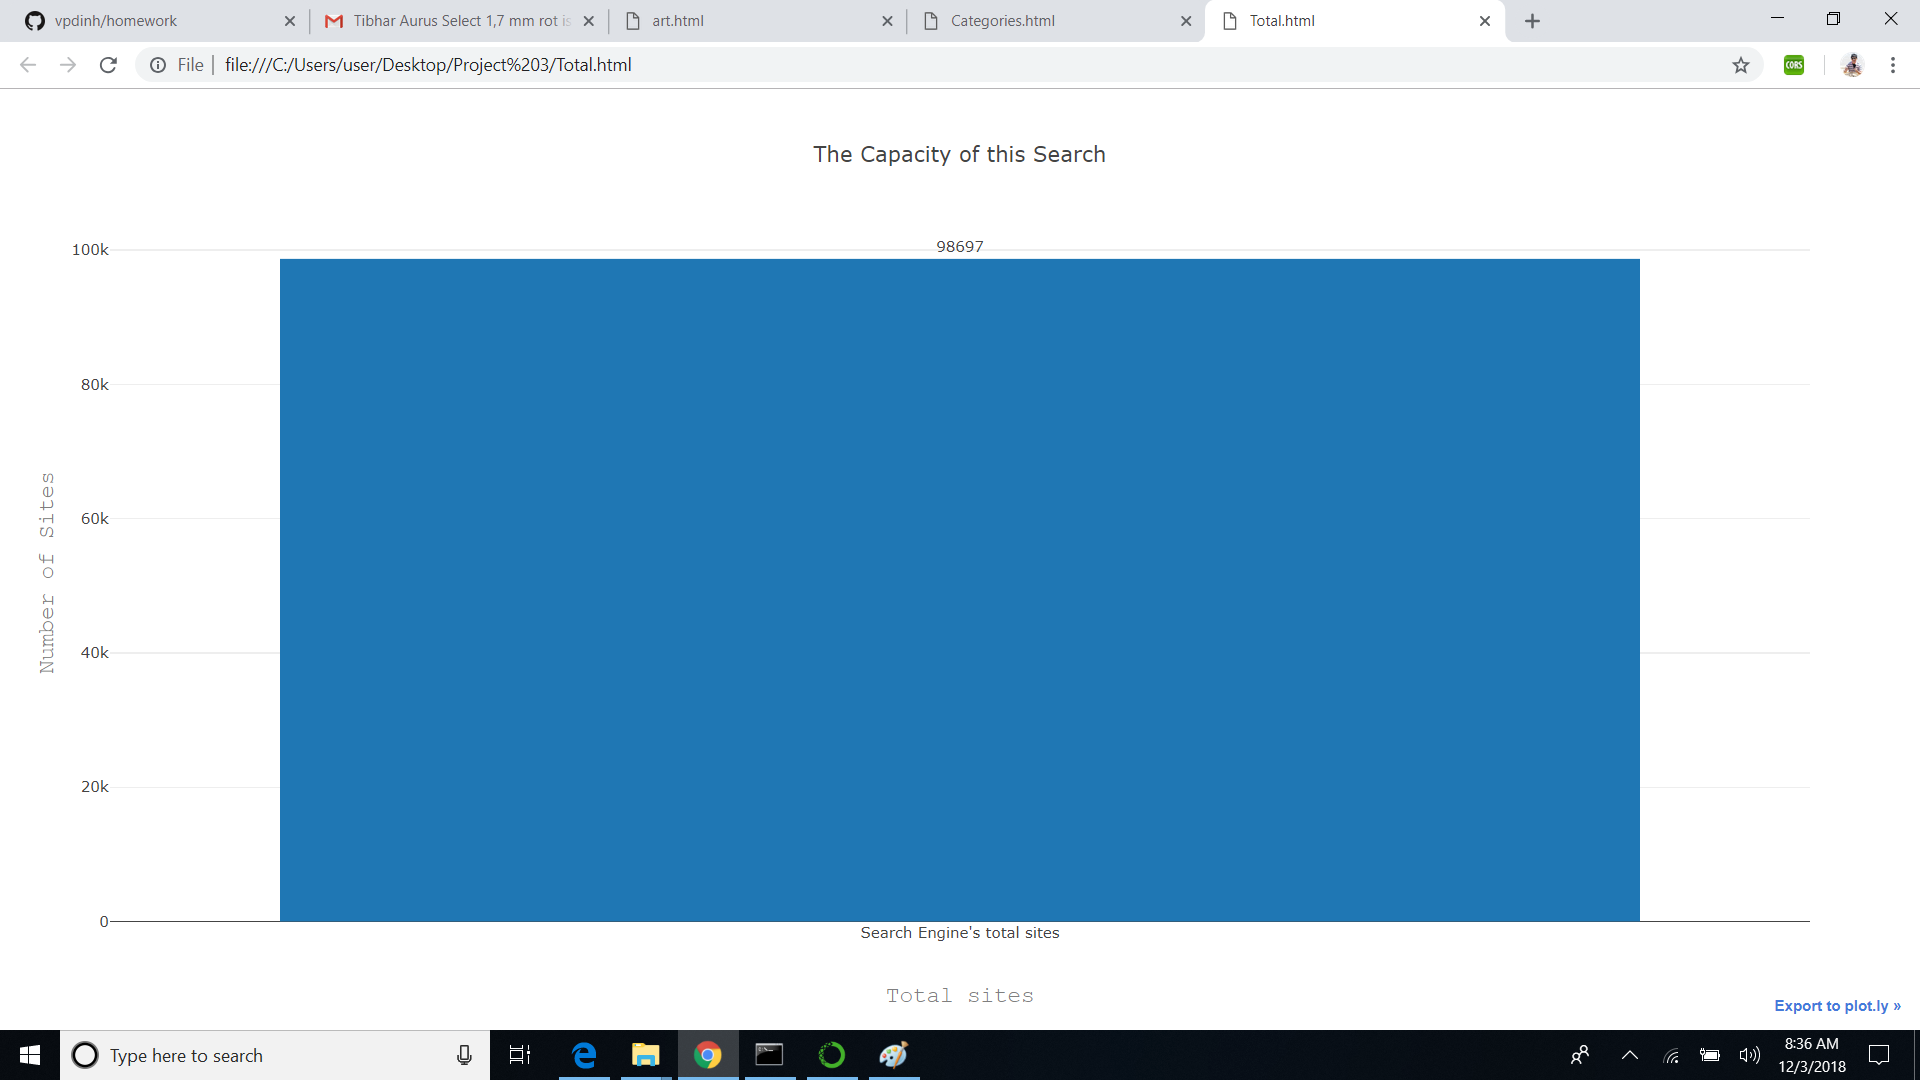 vpdinh/homework
Tibhar Aurus Select 1,7 mm rot is
art.html
Categories.html
Total.html
File
file:///C:/Users/user/Desktop/Project%203/Total.html
CORS
The Capacity of this Search
98697
100k
80k
60k
40k
20k
0
Number of Sites
Search Engine's total sites
Total sites
Export to plot.ly »
Type here to search
8:36 AM
12/3/2018